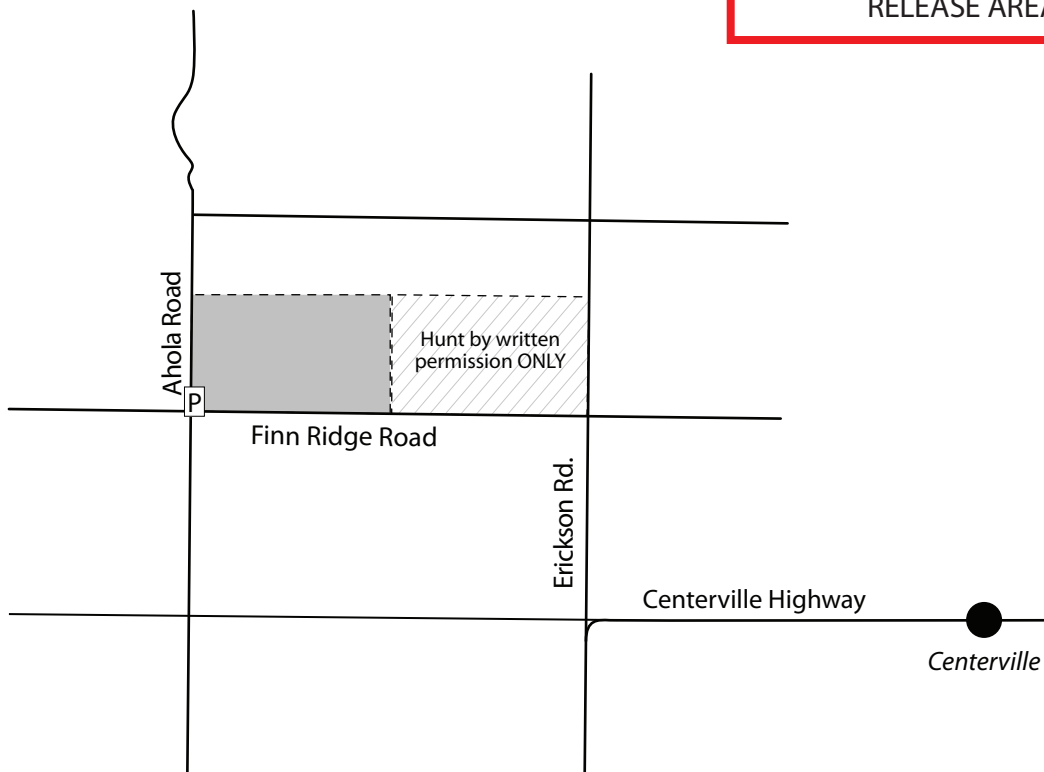 RELEASE AREA
Ahola Road
Hunt by written
permission ONLY
P
Finn Ridge Road
Erickson Rd.
Centerville Highway
Centerville